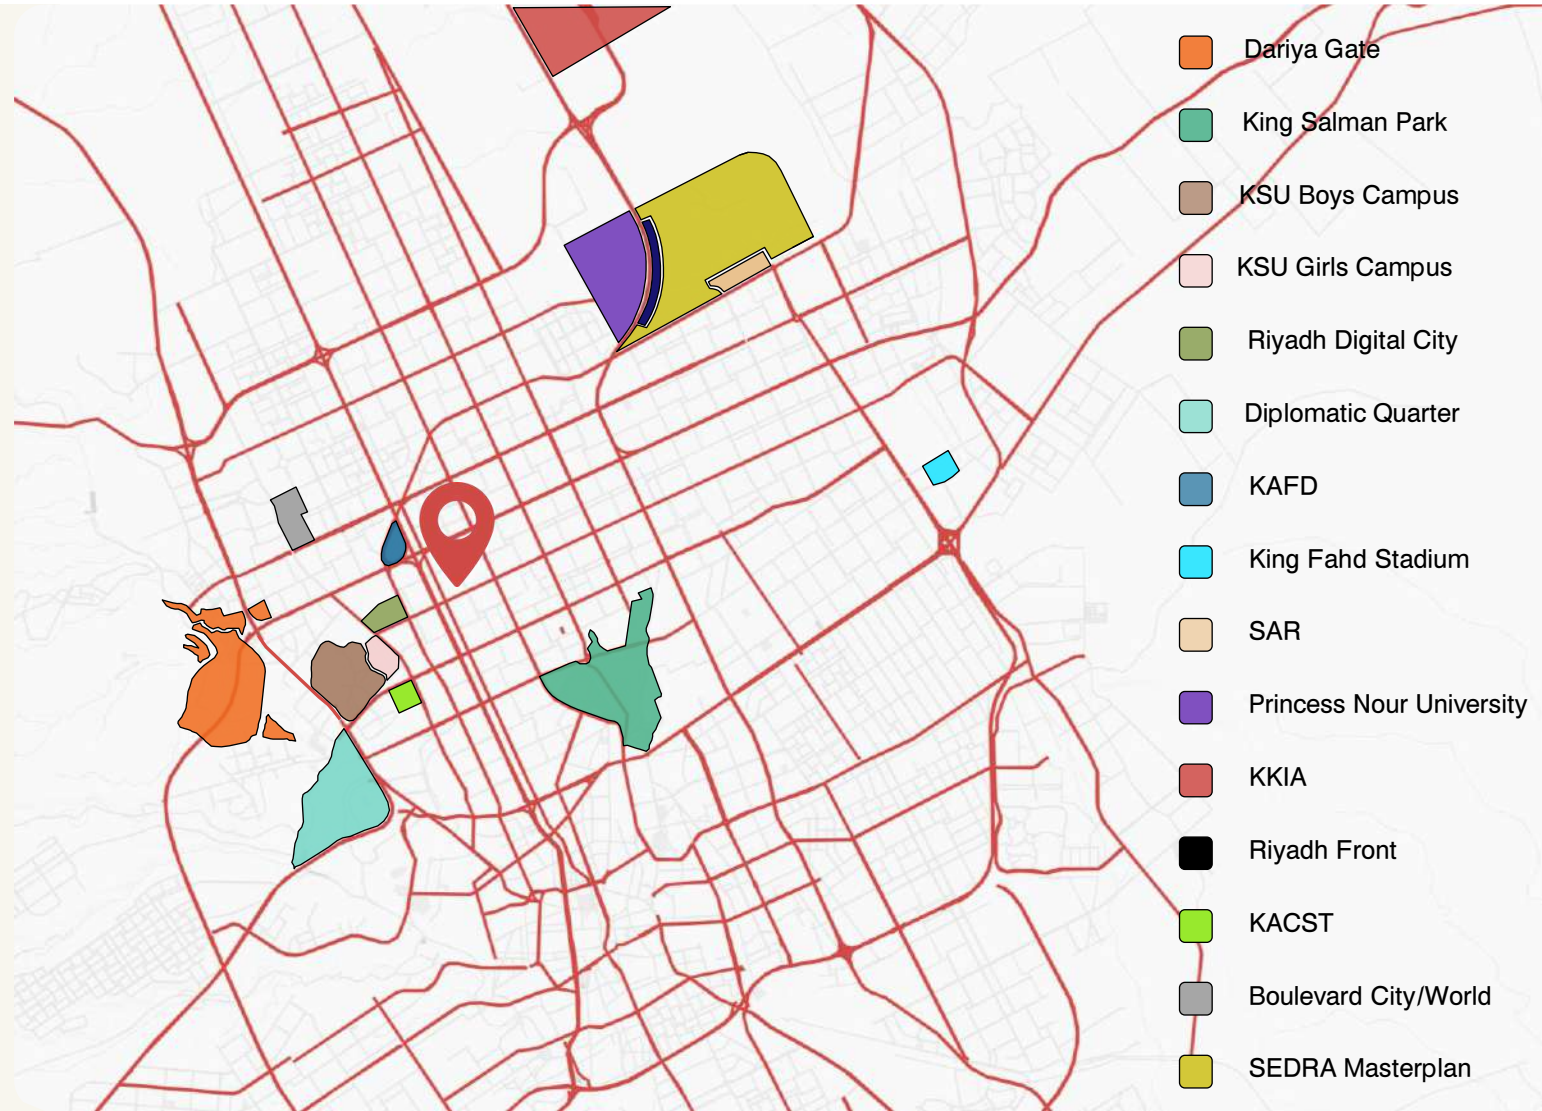 Dariya Gate
King Salman Park
KSU Boys Campus
KSU Girls Campus
Riyadh Digital City
Diplomatic Quarter
KAFD
King Fahd Stadium
SAR
Princess Nour University
KKIA
Riyadh Front
KACST
Boulevard City/World
SEDRA Masterplan